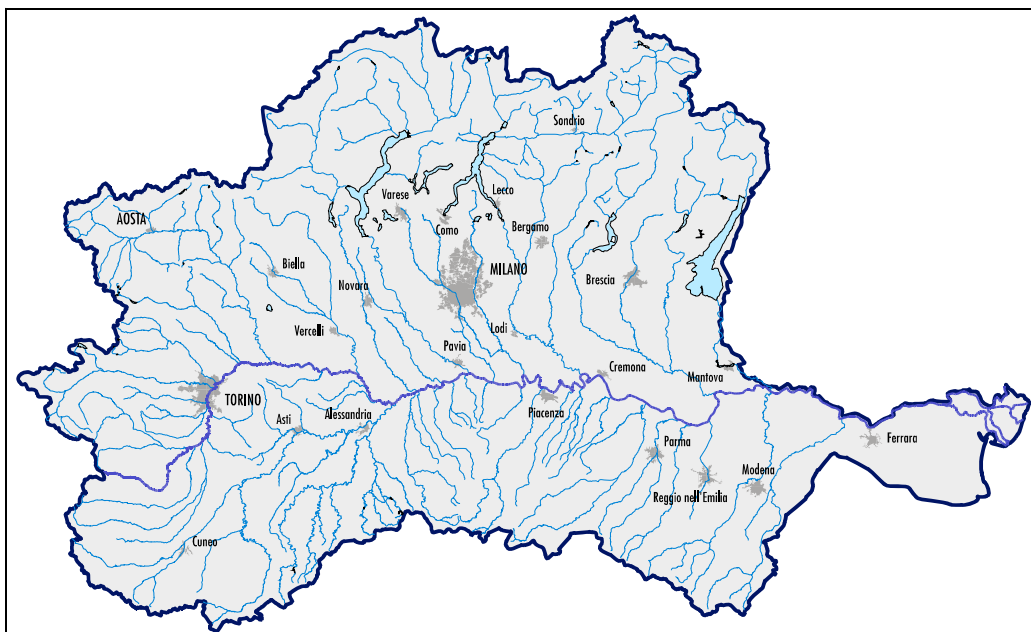 Sondrio
Varese
Lecco
AOSTA
Como
Bergamo
Biella
MILANO
Novara
Brescia
Vercelli
Lodi
Pavia
Cremona
Mantova
TORINO
Asti
Alessandria
Piacenza
Ferrara
Parma
Modena
Reggio nell'Emilia
Cuneo